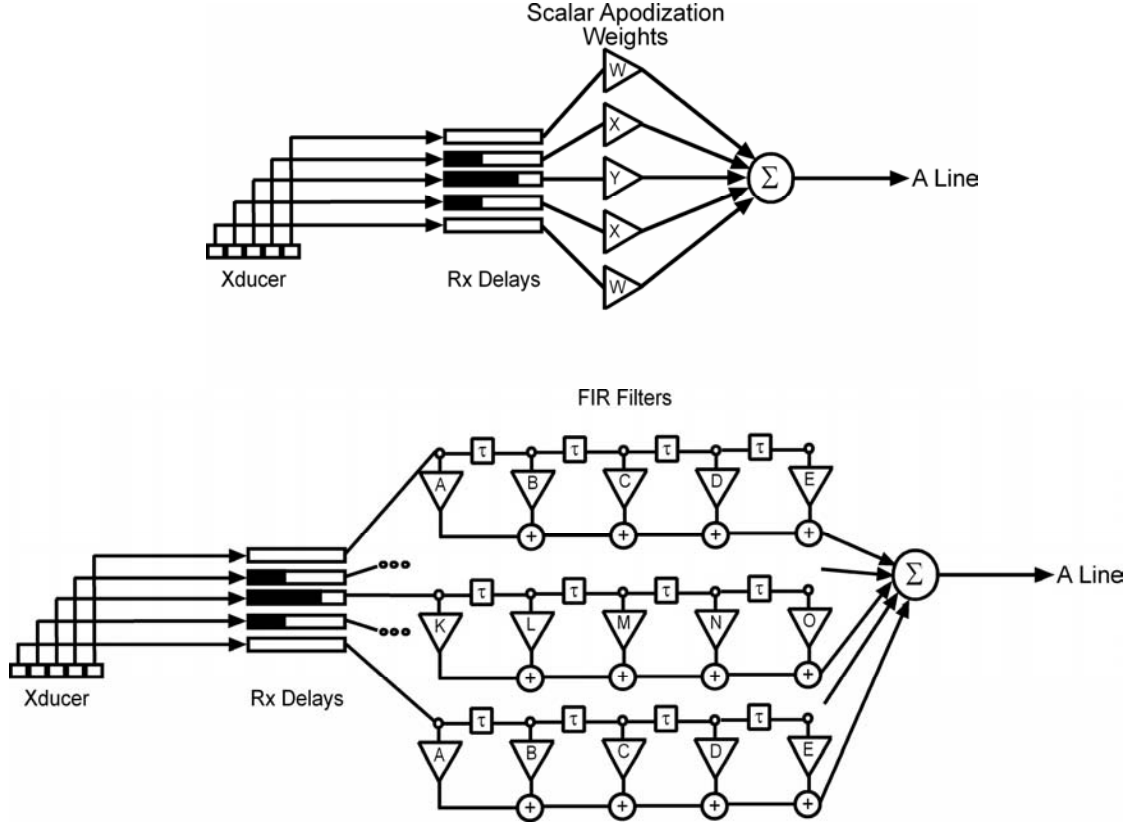 Scalar Apodization
Weights
W
X
Y
X
W
Σ
A Line
Xducer
Rx Delays
FIR Filters
τ τ τ τ
A B C D E
+ + + +
τ τ τ τ
K L M N O
+ + + +
Σ
A Line
Xducer
Rx Delays
τ τ τ τ
A B C D E
+ + + +